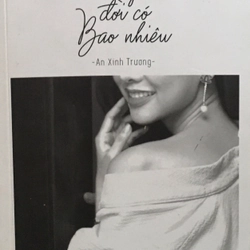 đời có
Bao nhiêu
-An Xinh Trương-